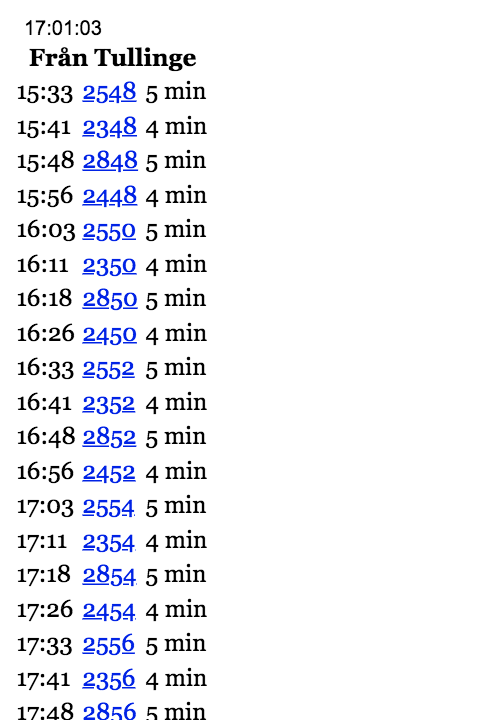 17:01:03
Från Tullinge
15:33 2548 5 min
15:41 2348 4 min
15:48 2848 5 min
15:56 2448 4 min
16:03 2550 5 min
16:11 2350 4 min
16:18 2850 5 min
16:26 2450 4 min
16:33 2552 5 min
16:41 2352 4 min
16:48 2852 5 min
16:56 2452 4 min
17:03 2554 5 min
17:11 2354 4 min
17:18 2854 5 min
17:26 2454 4 min
17:33 2556 5 min
17:41 2356 4 min
17:48 2856 5 min